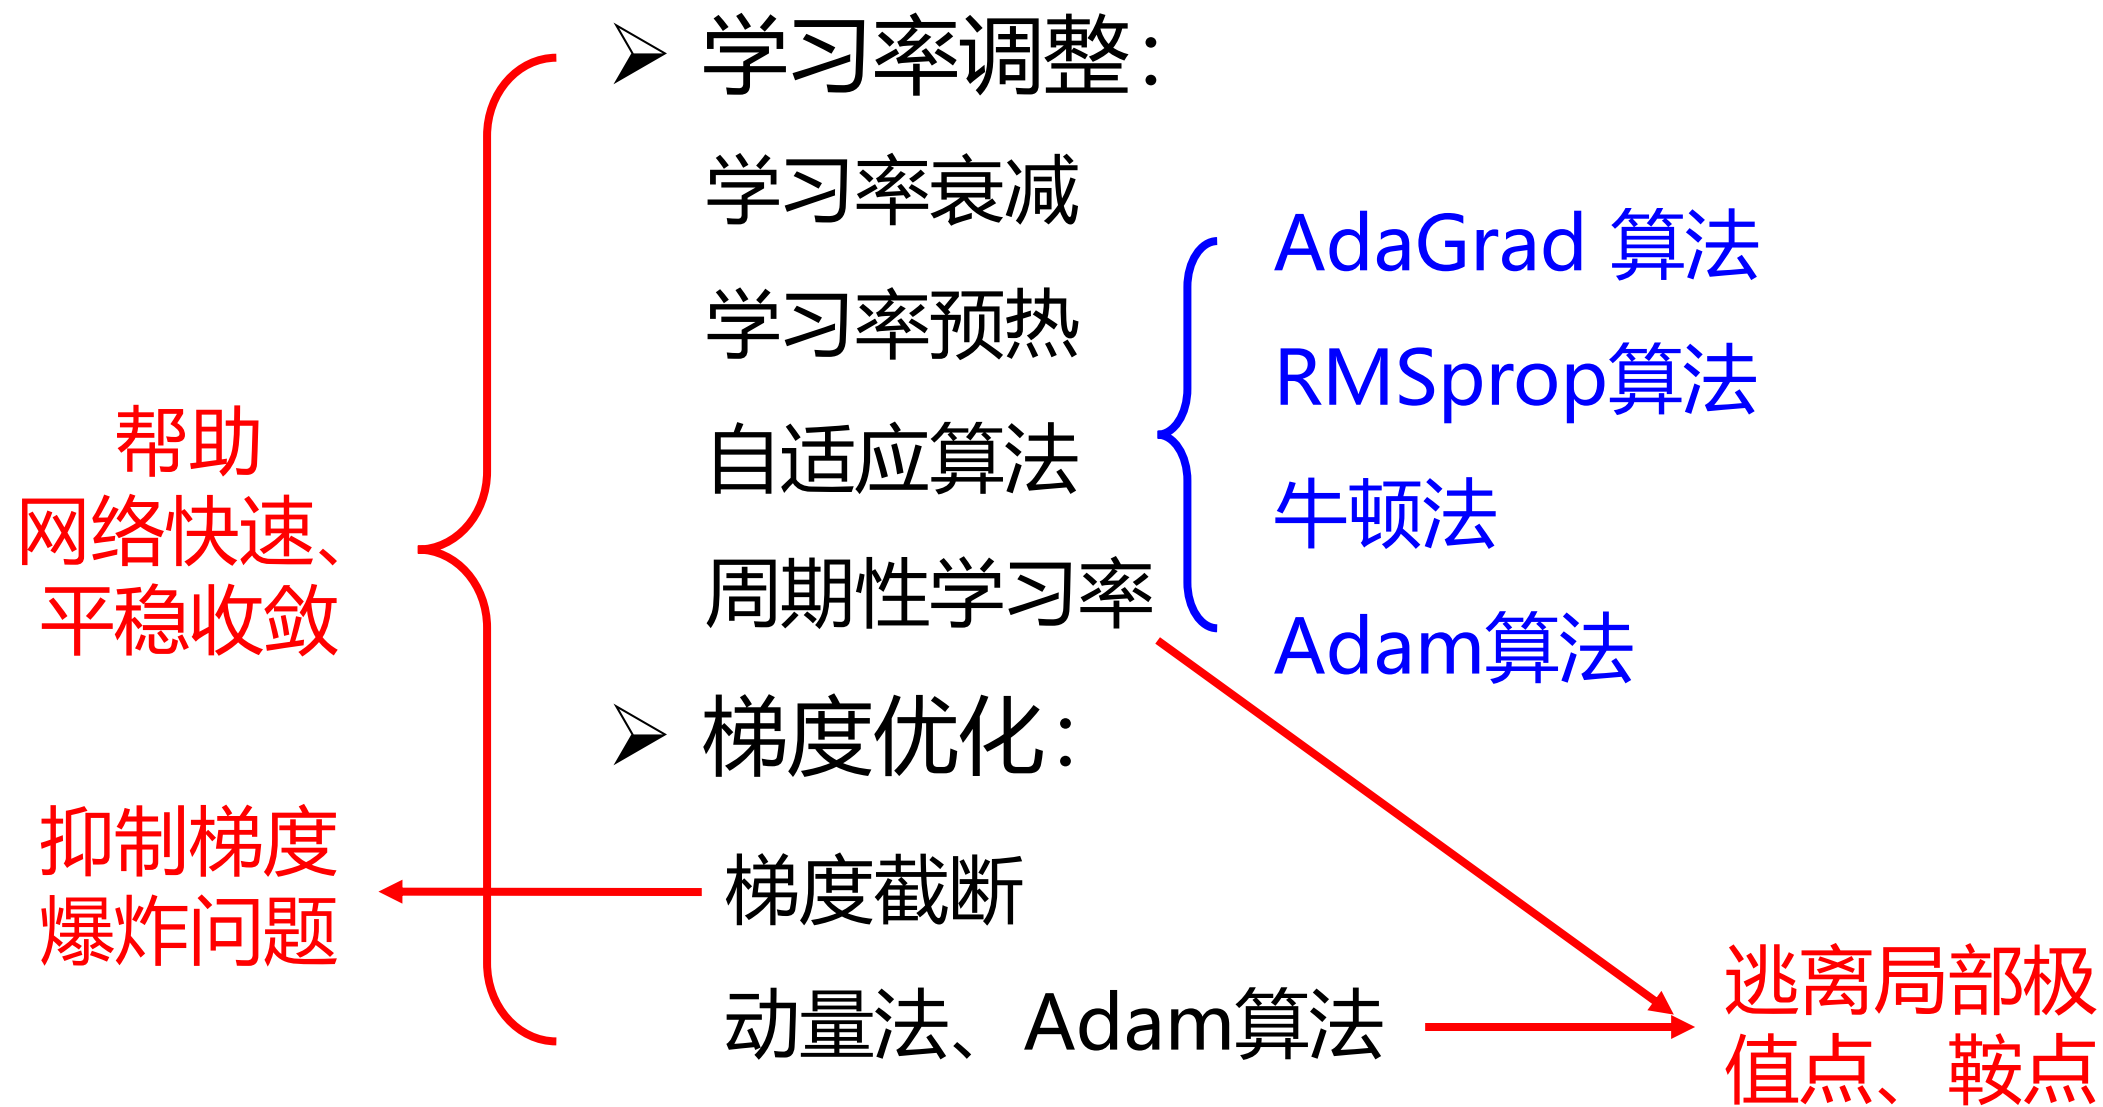 学习率调整：
学习率衰减
学习率预热
自适应算法
周期性学习率
AdaGrad 算法
RMSprop算法
牛顿法
Adam算法
帮助
网络快速、
平稳收敛
梯度优化：
梯度截断
动量法、Adam算法
抑制梯度
爆炸问题
逃离局部极
值点、鞍点